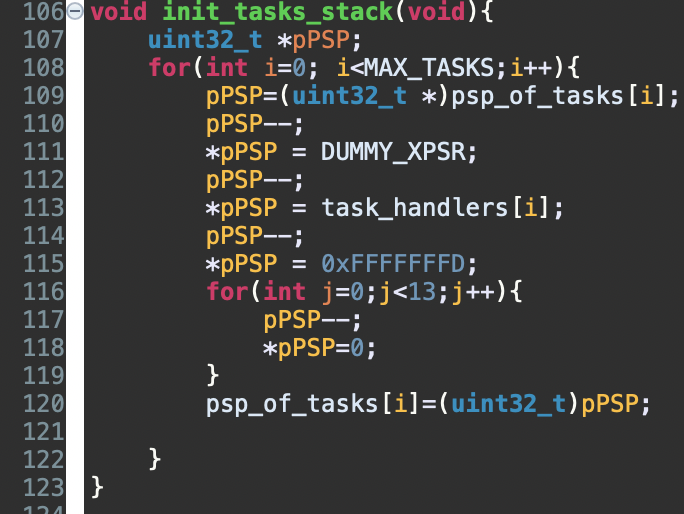 106 void init_tasks_stack(void){
107     uint32_t *pPSP;
108     for(int i=0; i<MAX_TASKS;i++){
109         pPSP=(uint32_t *)psp_of_tasks[i];
110         pPSP--;
111         *pPSP = DUMMY_XPSR;
112         pPSP--;
113         *pPSP = task_handlers[i];
114         pPSP--;
115         *pPSP = 0xFFFFFFFD;
116         for(int j=0;j<13;j++){
117             pPSP--;
118             *pPSP=0;
119         }
120         psp_of_tasks[i]=(uint32_t)pPSP;
121
122     }
123 }
124